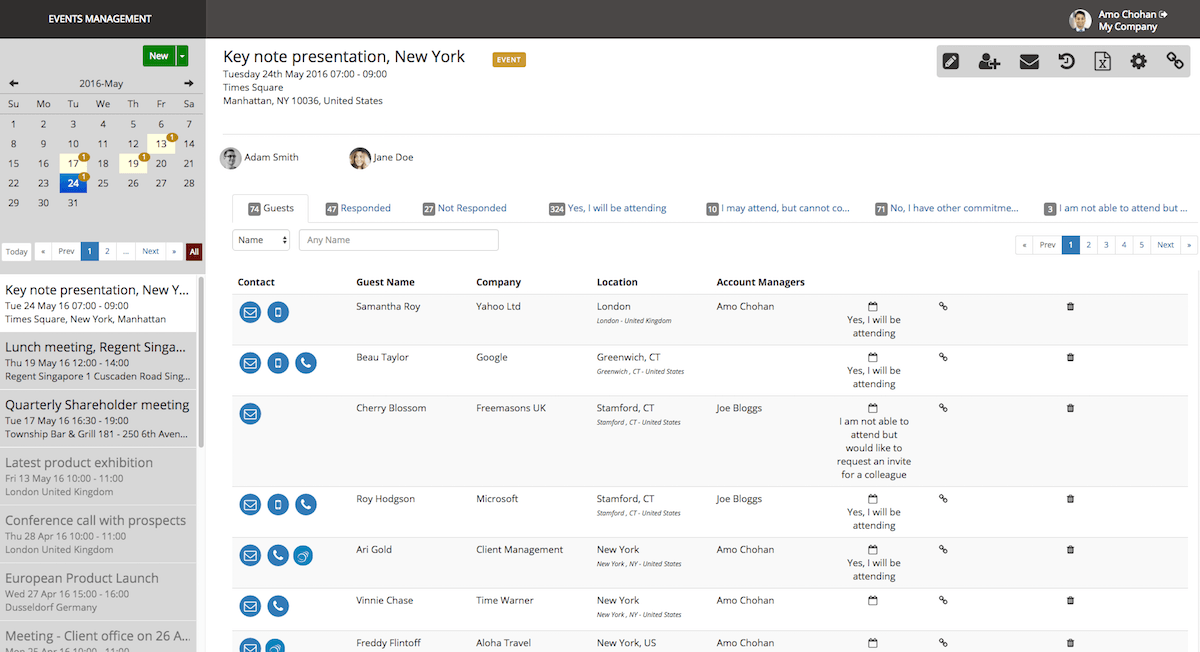 EVENTS MANAGEMENT
Amo Chohan
My Company
New
2016-May
Su Mo Tu We Th Fr Sa
1 2 3 4 5 6 7
8 9 10 11 12 13 1 14
15 16 17 1 18 19 1 20 21
22 23 24 1 25 26 27 28
29 30 31
Today « Prev 1 2 ... Next » All
Key note presentation, New Y...
Tue 24 May 16 07:00 - 09:00
Times Square, New York, Manhattan
Lunch meeting, Regent Singa...
Thu 19 May 16 12:00 - 14:00
Regent Singapore 1 Cuscaden Road Sing...
Quarterly Shareholder meeting
Tue 17 May 16 16:30 - 19:00
Township Bar & Grill 181 - 250 6th Aven...
Latest product exhibition
Fri 13 May 16 10:00 - 11:00
London United Kingdom
Conference call with prospects
Thu 28 Apr 16 10:00 - 11:00
London United Kingdom
European Product Launch
Wed 27 Apr 16 15:00 - 16:00
Dusseldorf Germany
Meeting - Client office on 26 A...
Mon 25 Apr 16 10:00 - 11:00
Key note presentation, New York EVENT
Tuesday 24th May 2016 07:00 - 09:00
Times Square
Manhattan, NY 10036, United States
Adam Smith Jane Doe
74 Guests 47 Responded 27 Not Responded 324 Yes, I will be attending 10 I may attend, but cannot co... 71 No, I have other commitme... 3 I am not able to attend but ...
Name Any Name « Prev 1 2 3 4 5 Next »
Contact Guest Name Company Location Account Managers
Samantha Roy Yahoo Ltd London Amo Chohan
London - United Kingdom
Yes, I will be
attending
Beau Taylor Google Greenwich, CT
Greenwich , CT - United States
Yes, I will be
attending
Cherry Blossom Freemasons UK Stamford, CT Joe Bloggs
Stamford , CT - United States
I am not able to
attend but
would like to
request an invite
for a colleague
Roy Hodgson Microsoft Stamford, CT Joe Bloggs
Stamford , CT - United States
Yes, I will be
attending
Ari Gold Client Management New York Amo Chohan
New York , NY - United States
Yes, I will be
attending
Vinnie Chase Time Warner New York Amo Chohan
New York , NY - United States
Freddy Flintoff Aloha Travel New York, US Amo Chohan